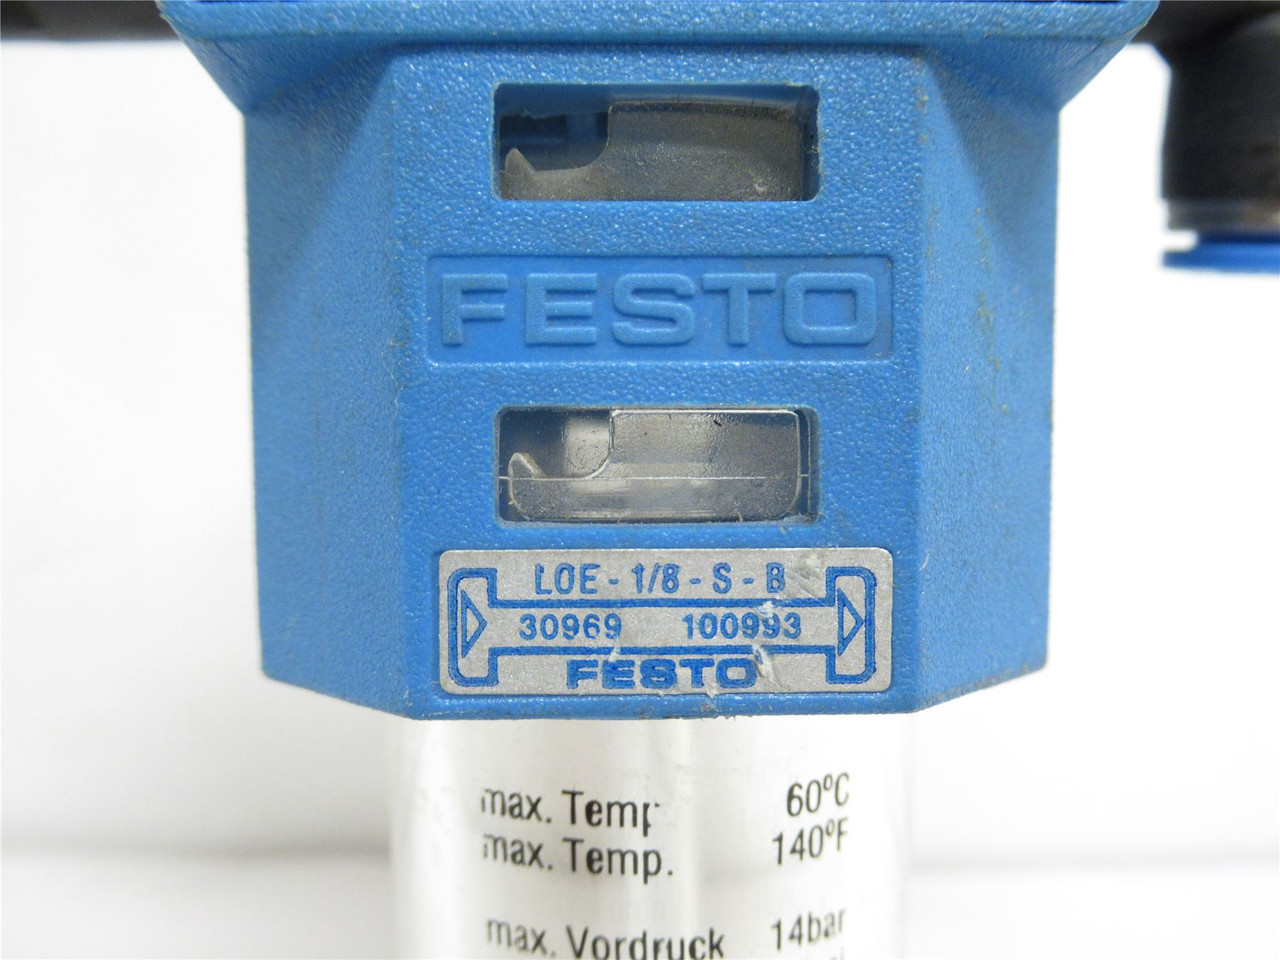 FESTO
LOE - 1/8 - S - B
30969 100993
FESTO
max. Temp 60°C
max. Temp. 140°F
max. Vordruck 14bar